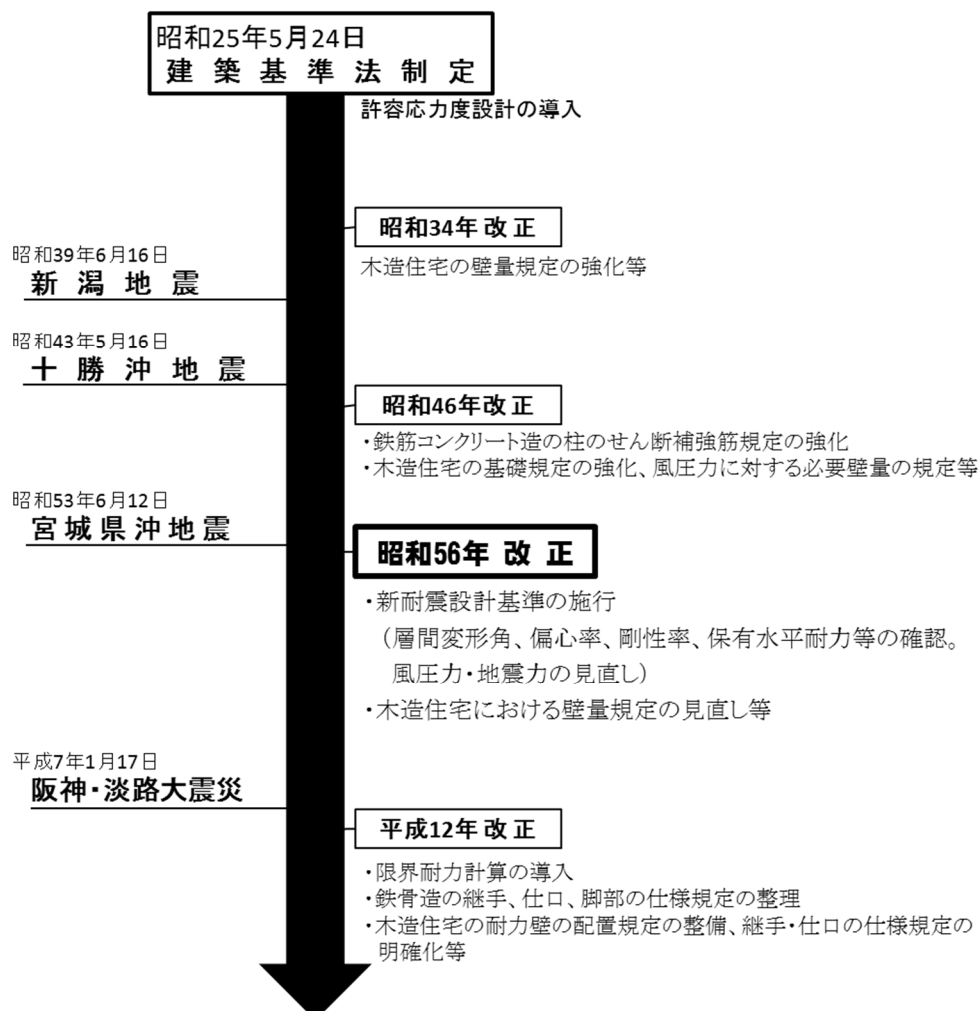 昭和25年5月24日
建築基準法制定
許容応力度設計の導入
昭和34年 改正
木造住宅の壁量規定の強化等
昭和39年6月16日
新潟地震
昭和43年5月16日
十勝沖地震
昭和46年改正
・鉄筋コンクリート造の柱のせん断補強筋規定の強化
・木造住宅の基礎規定の強化、風圧力に対する必要壁量の規定等
昭和53年6月12日
宮城県沖地震
昭和56年 改正
・新耐震設計基準の施行
（層間変形角、偏心率、剛性率、保有水平耐力等の確認。
風圧力・地震力の見直し）
・木造住宅における壁量規定の見直し等
平成7年1月17日
阪神・淡路大震災
平成12年 改正
・限界耐力計算の導入
・鉄骨造の継手、仕口、脚部の仕様規定の整理
・木造住宅の耐力壁の配置規定の整備、継手・仕口の仕様規定の
明確化等